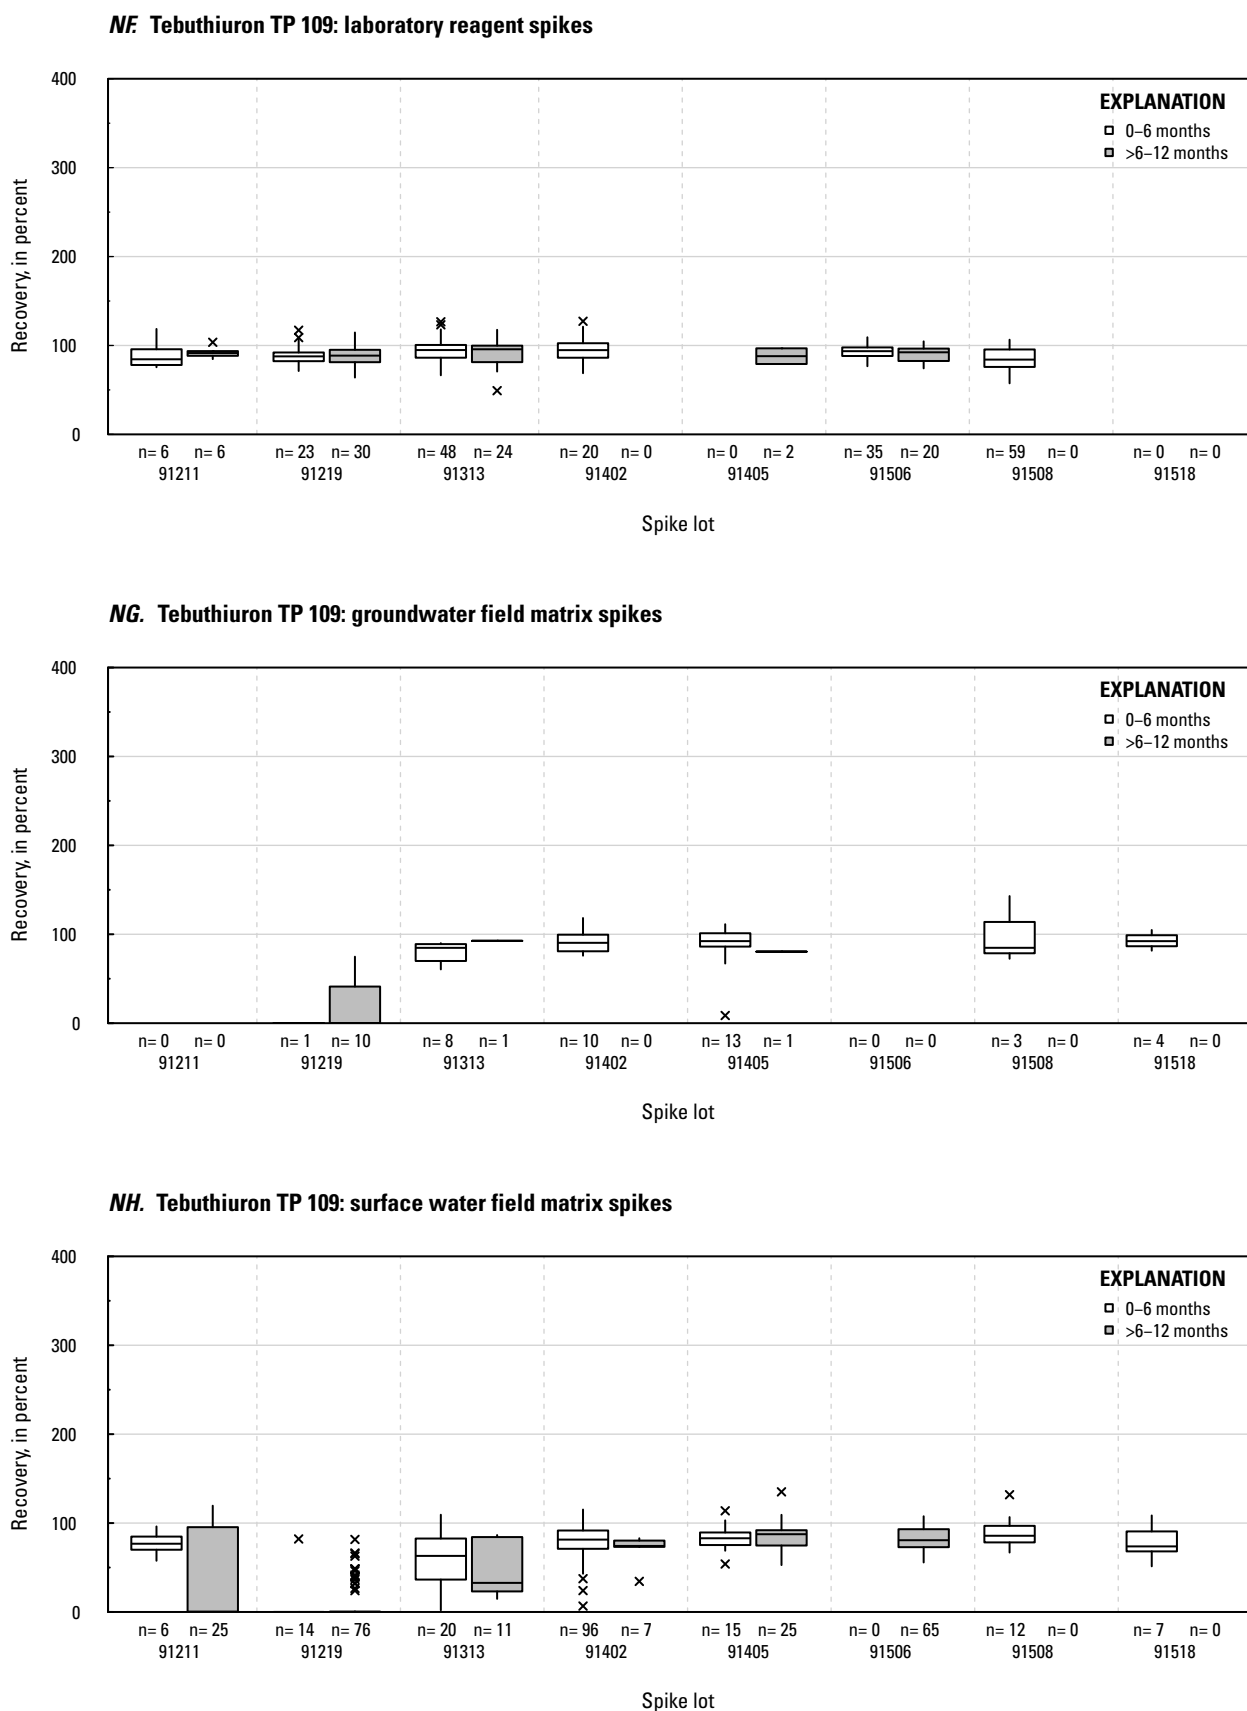 NF. Tebuthiuron TP 109: laboratory reagent spikes
400
EXPLANATION
0–6 months
>6–12 months
300
200
100
0
Recovery, in percent
n= 6 n= 6 n= 23 n= 30 n= 48 n= 24 n= 20 n= 0 n= 0 n= 2 n= 35 n= 20 n= 59 n= 0 n= 0 n= 0
91211 91219 91313 91402 91405 91506 91508 91518
Spike lot
NG. Tebuthiuron TP 109: groundwater field matrix spikes
400
EXPLANATION
0–6 months
>6–12 months
300
200
100
0
Recovery, in percent
n= 0 n= 0 n= 1 n= 10 n= 8 n= 1 n= 10 n= 0 n= 13 n= 1 n= 0 n= 0 n= 3 n= 0 n= 4 n= 0
91211 91219 91313 91402 91405 91506 91508 91518
Spike lot
NH. Tebuthiuron TP 109: surface water field matrix spikes
400
EXPLANATION
0–6 months
>6–12 months
300
200
100
0
Recovery, in percent
n= 6 n= 25 n= 14 n= 76 n= 20 n= 11 n= 96 n= 7 n= 15 n= 25 n= 0 n= 65 n= 12 n= 0 n= 7 n= 0
91211 91219 91313 91402 91405 91506 91508 91518
Spike lot